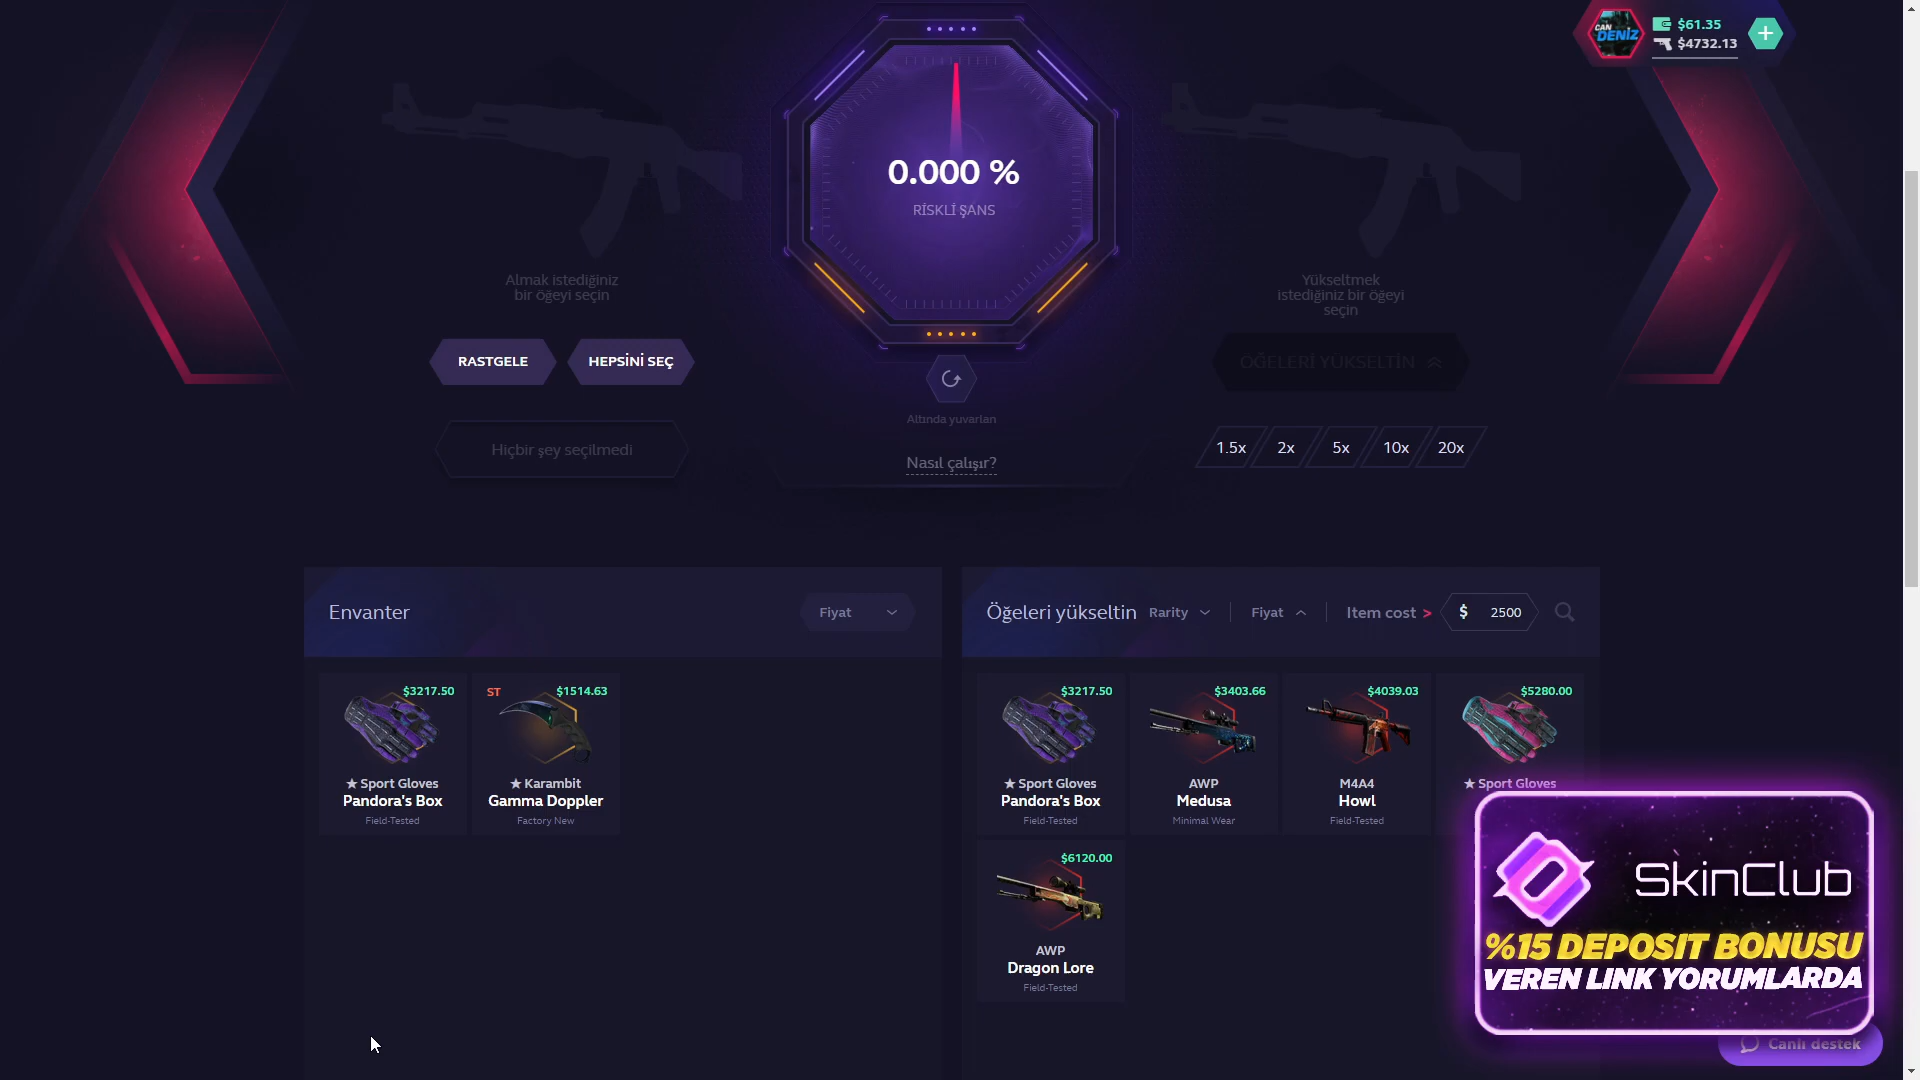 CAN
DENİZ
$61.35
$4732.13
0.000 %
RİSKLİ ŞANS
Almak istediğiniz
bir öğeyi seçin
RASTGELE
HEPSİNİ SEÇ
Hiçbir şey seçilmedi
Altında yuvarlan
Nasıl çalışır?
Yükseltmek
istediğiniz bir öğeyi
seçin
ÖĞELERİ YÜKSELTİN
1.5x 2x 5x 10x 20x
Envanter
Fiyat
$3217.50
★ Sport Gloves
Pandora's Box
Field-Tested
ST $1514.63
★ Karambit
Gamma Doppler
Factory New
Öğeleri yükseltin
Rarity
Fiyat
Item cost >
$ 2500
$3217.50
★ Sport Gloves
Pandora's Box
Field-Tested
$3403.66
AWP
Medusa
Minimal Wear
$4039.03
M4A4
Howl
Field-Tested
$5280.00
★ Sport Gloves
$6120.00
AWP
Dragon Lore
Field-Tested
SkinClub
%15 DEPOSIT BONUSU
VEREN LINK YORUMLARDA
Canlı destek